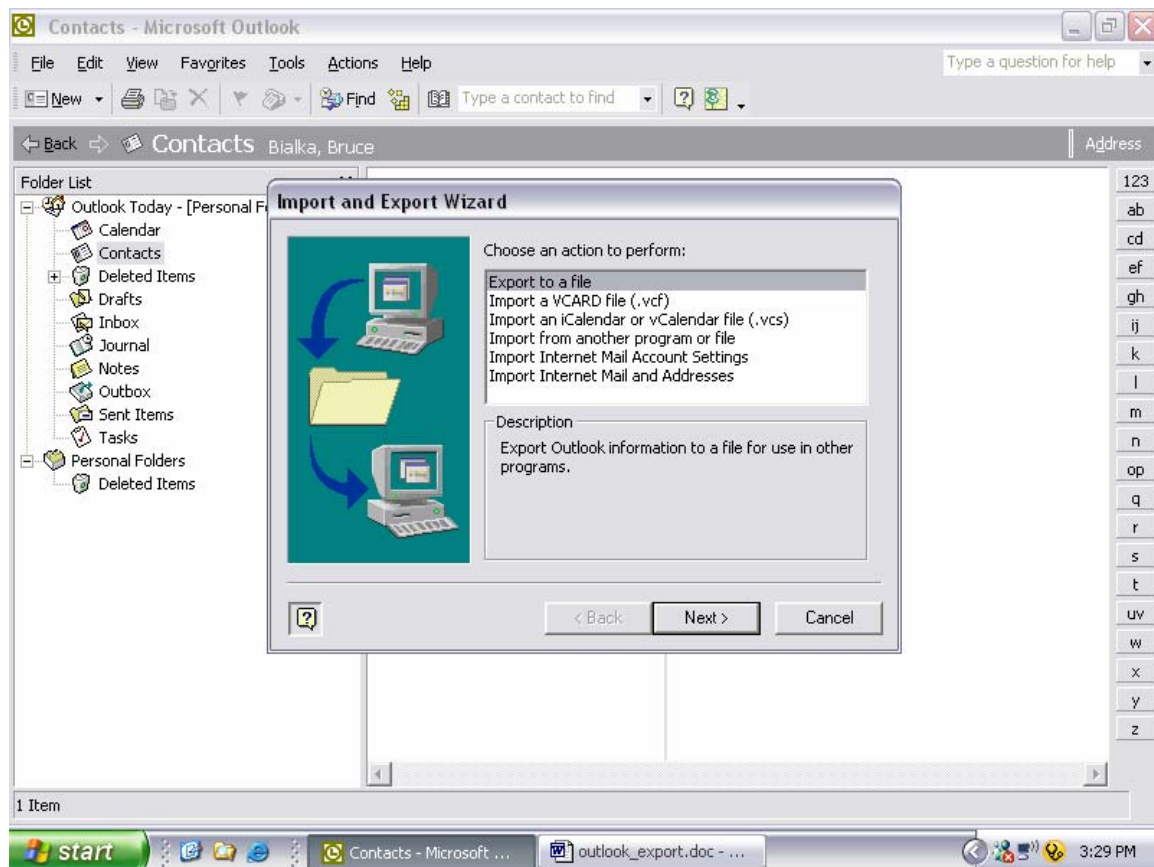 Contacts - Microsoft Outlook
File Edit View Favorites Tools Actions Help Type a question for help
New Find Type a contact to find
Back Contacts Bialka, Bruce Address
Folder List
Outlook Today - [Personal F
Calendar
Contacts
Deleted Items
Drafts
Inbox
Journal
Notes
Outbox
Sent Items
Tasks
Personal Folders
Deleted Items
Import and Export Wizard
Choose an action to perform:
Export to a file
Import a VCARD file (.vcf)
Import an iCalendar or vCalendar file (.vcs)
Import from another program or file
Import Internet Mail Account Settings
Import Internet Mail and Addresses
Description
Export Outlook information to a file for use in other
programs.
< Back Next > Cancel
123
ab
cd
ef
gh
ij
k
l
m
n
op
q
r
s
t
uv
w
x
y
z
1 Item
start Contacts - Microsoft ... outlook_export.doc - ... 3:29 PM